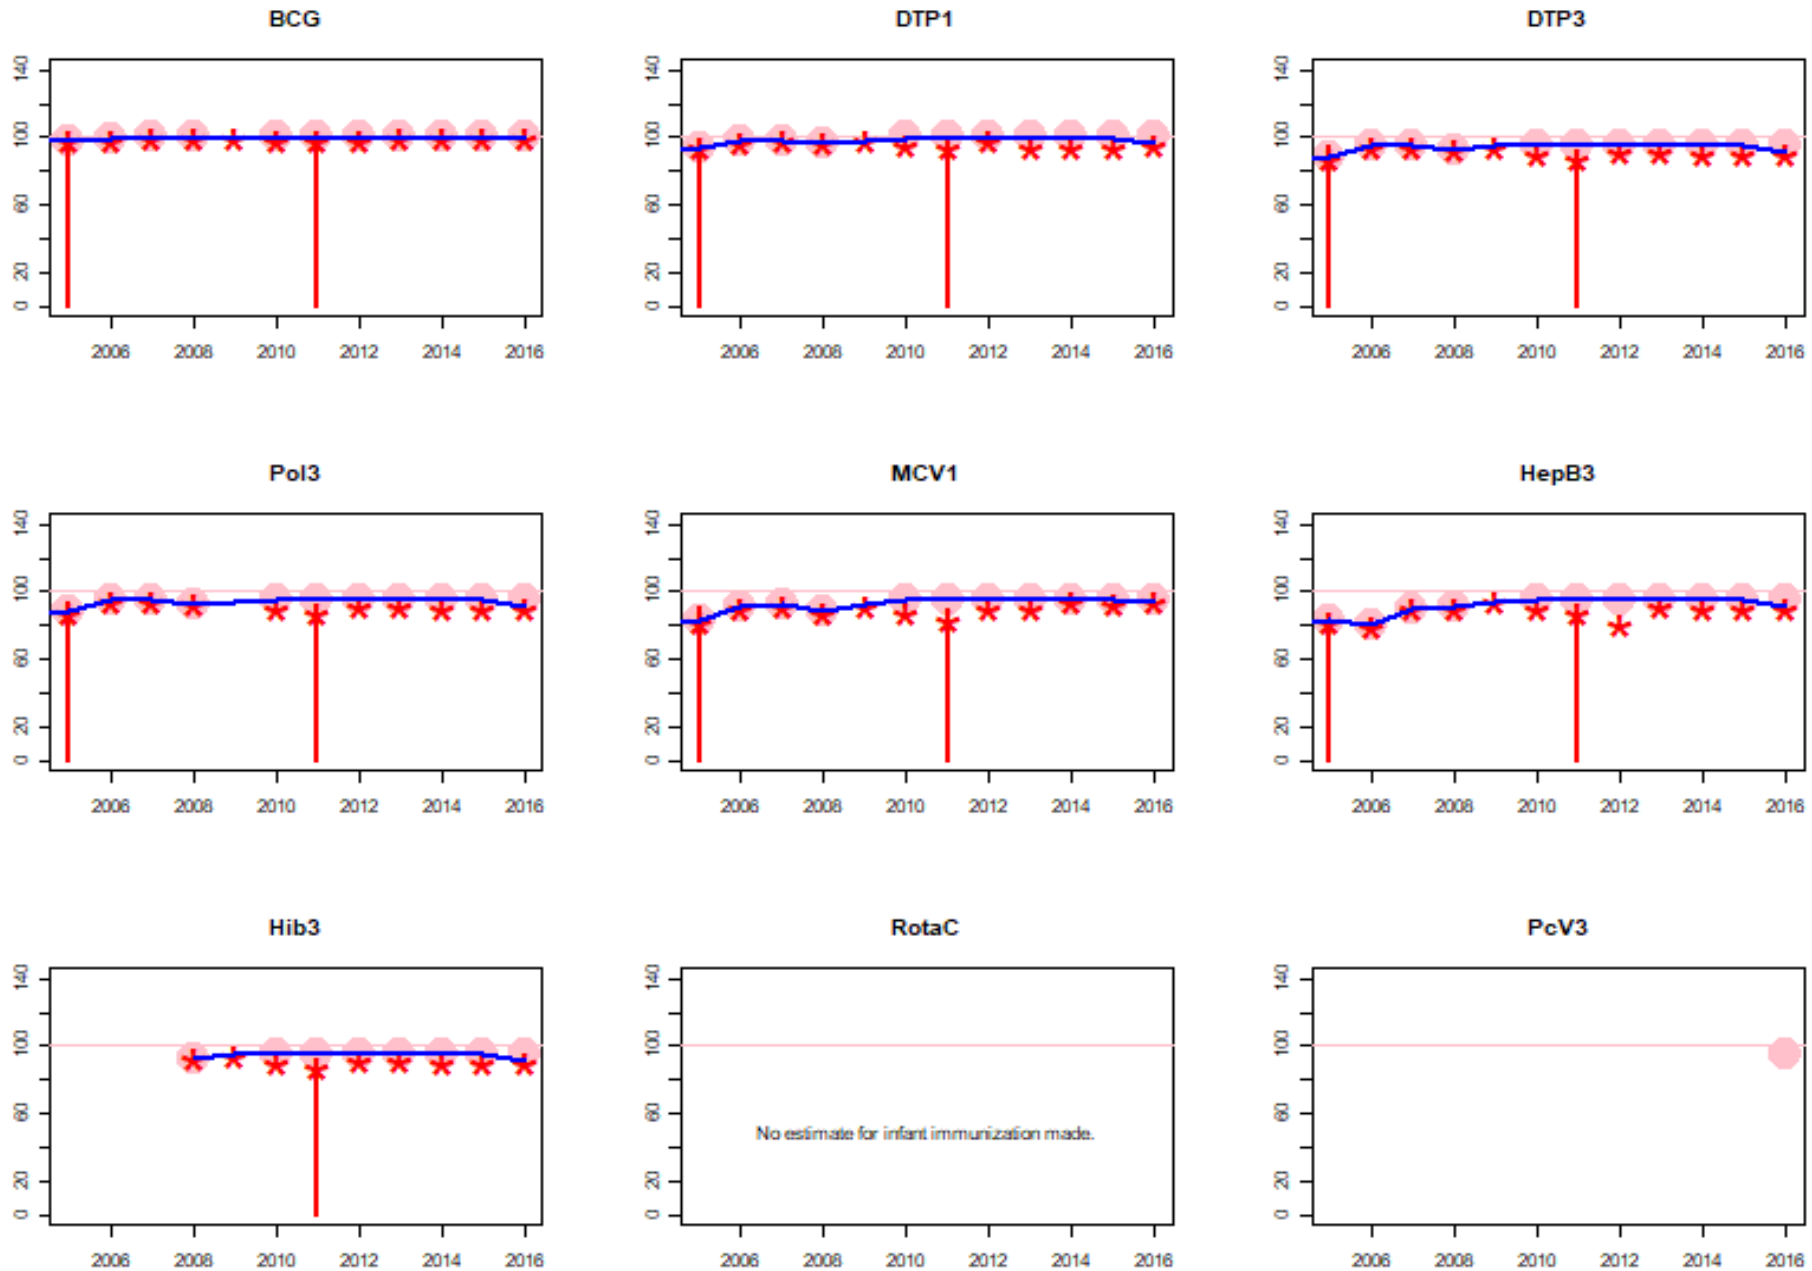 BCG DTP1 DTP3
140 140 140
100 100 100
60 60 60
20 20 20
0 0 0
2006 2008 2010 2012 2014 2016 2006 2008 2010 2012 2014 2016 2006 2008 2010 2012 2014 2016
Pol3 MCV1 HepB3
140 140 140
100 100 100
60 60 60
20 20 20
0 0 0
2006 2008 2010 2012 2014 2016 2006 2008 2010 2012 2014 2016 2006 2008 2010 2012 2014 2016
Hib3 RotaC PcV3
140 140 140
100 100 100
60 60 60
No estimate for infant immunization made.
20 20 20
0 0 0
2006 2008 2010 2012 2014 2016 2006 2008 2010 2012 2014 2016 2006 2008 2010 2012 2014 2016